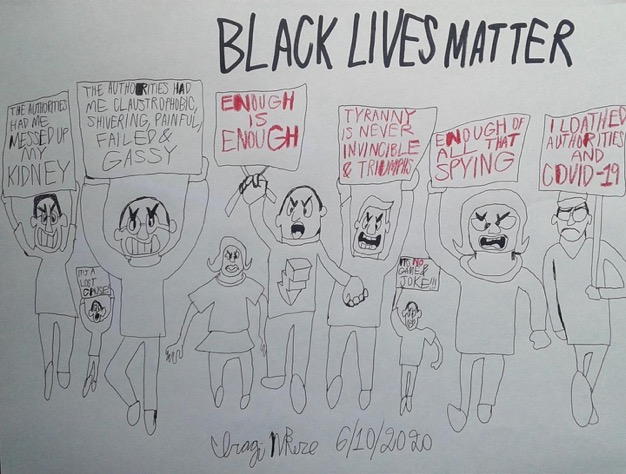 BLACK LIVES MATTER
THE AUTHORITIES
HAD ME
MESSED UP
MY
KIDNEY
THE AUTHORITIES HAD
ME CLAUSTROPHOBIC,
SHIVERING, PAINFUL,
FAILED &
GASSY
ENOUGH
IS
ENOUGH
TYRANNY
IS NEVER
INVINCIBLE
& TRIUMPHS
ENOUGH OF
ALL THAT
SPYING
I LOATHED
AUTHORITIES
AND
COVID-19
IT'S A
LOST
CAUSE!
IT'S NO
GAME &
JOKE!!!
6/10/2020